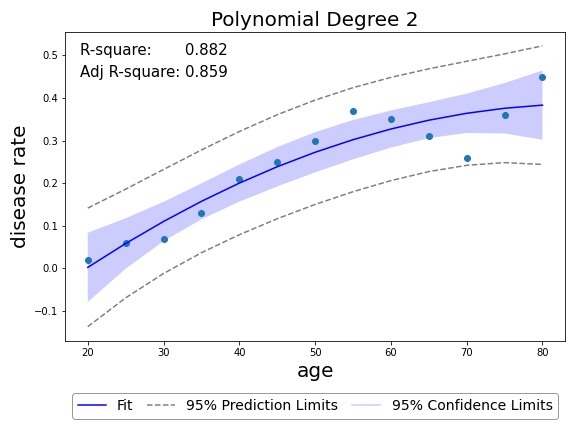 Polynomial Degree 2
R-square: 0.882
Adj R-square: 0.859
0.5
0.4
0.3
0.2
0.1
0.0
−0.1
disease rate
20 30 40 50 60 70 80
age
Fit 95% Prediction Limits 95% Confidence Limits